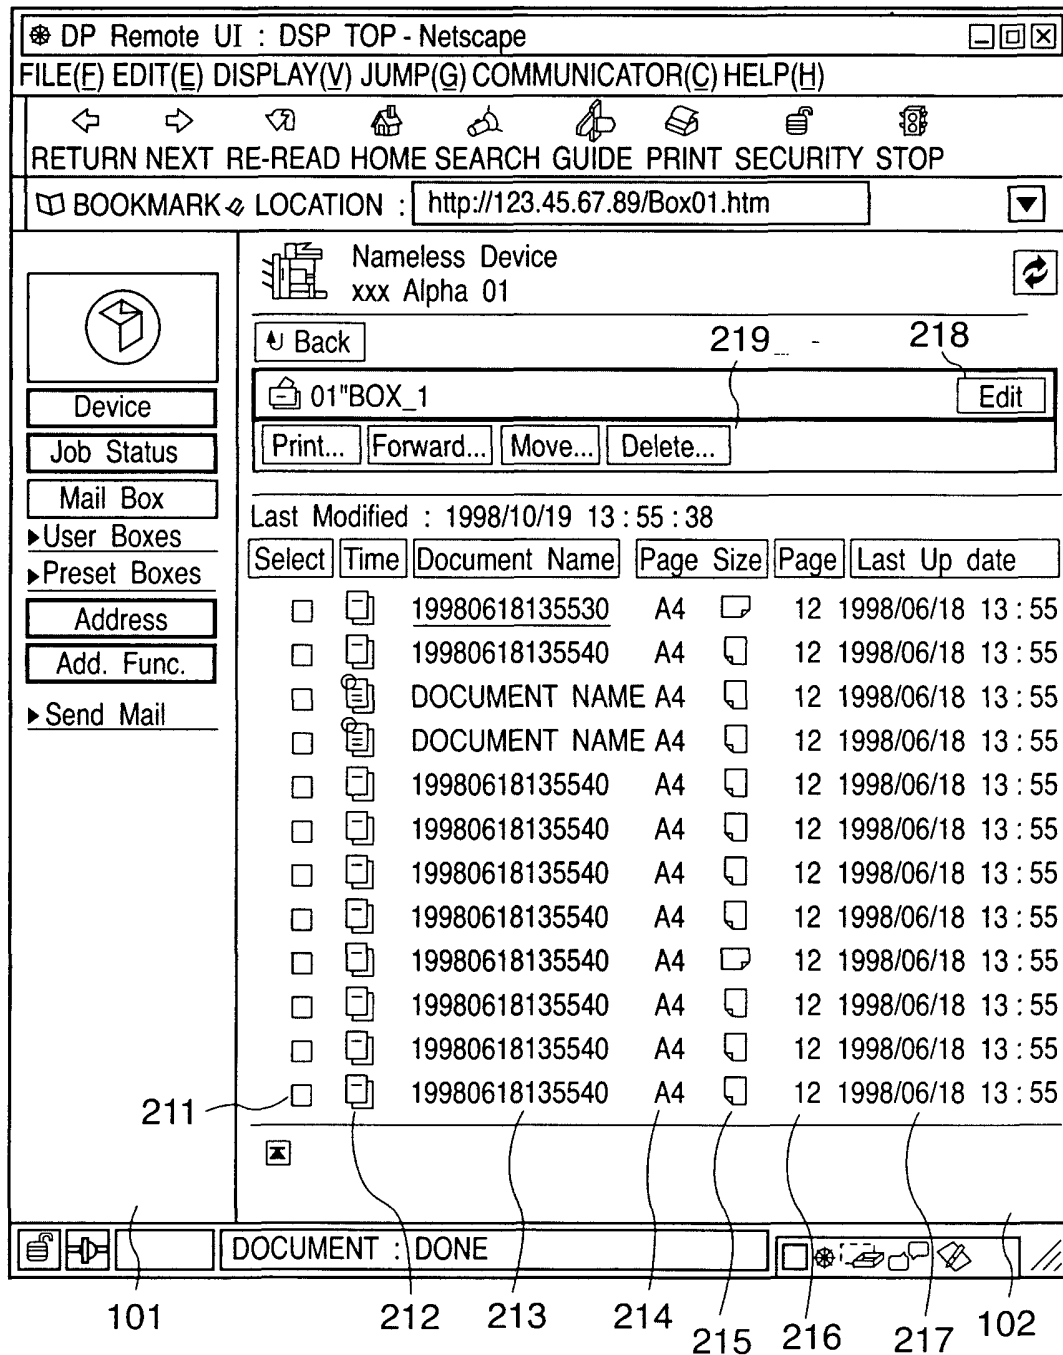 DP Remote UI : DSP TOP - Netscape
FILE(F) EDIT(E) DISPLAY(V) JUMP(G) COMMUNICATOR(C) HELP(H)
RETURN NEXT RE-READ HOME SEARCH GUIDE PRINT SECURITY STOP
BOOKMARK LOCATION : http://123.45.67.89/Box01.htm
Nameless Device
xxx Alpha 01
Back
219 218
01"BOX_1 Edit
Print... Forward... Move... Delete...
Device
Job Status
Mail Box
User Boxes
Preset Boxes
Address
Add. Func.
Send Mail
Last Modified : 1998/10/19 13:55:38
Select Time Document Name Page Size Page Last Up date
19980618135530 A4 12 1998/06/18 13:55
19980618135540 A4 12 1998/06/18 13:55
DOCUMENT NAME A4 12 1998/06/18 13:55
DOCUMENT NAME A4 12 1998/06/18 13:55
19980618135540 A4 12 1998/06/18 13:55
19980618135540 A4 12 1998/06/18 13:55
19980618135540 A4 12 1998/06/18 13:55
19980618135540 A4 12 1998/06/18 13:55
19980618135540 A4 12 1998/06/18 13:55
19980618135540 A4 12 1998/06/18 13:55
19980618135540 A4 12 1998/06/18 13:55
19980618135540 A4 12 1998/06/18 13:55
211
DOCUMENT : DONE
101 212 213 214 215 216 217 102